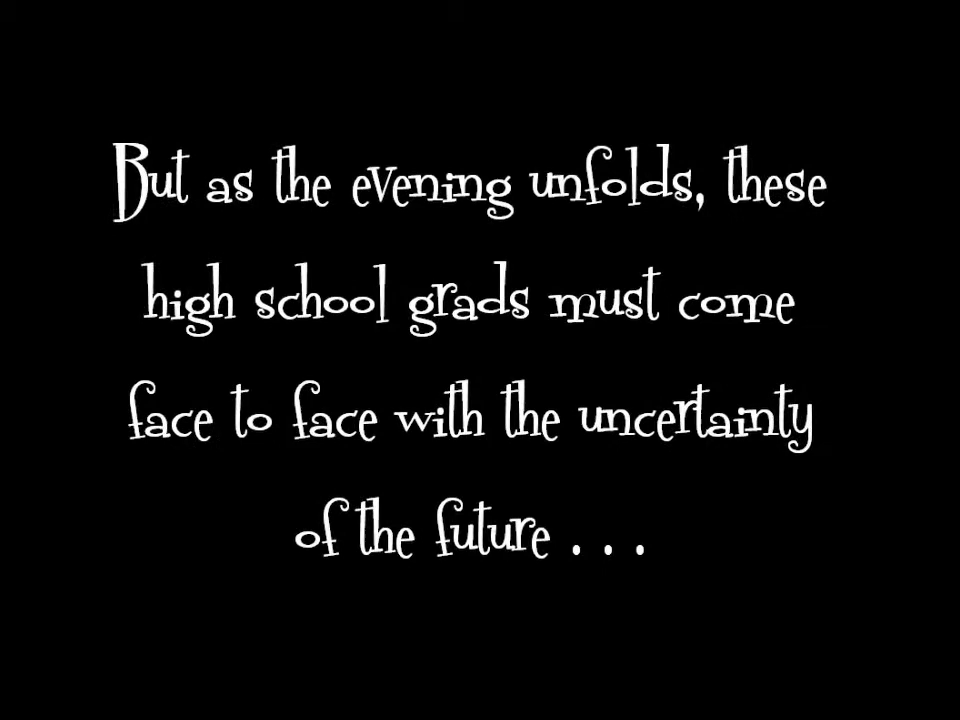 But as the evening unfolds, these
high school grads must come
face to face with the uncertainty
of the future . . .